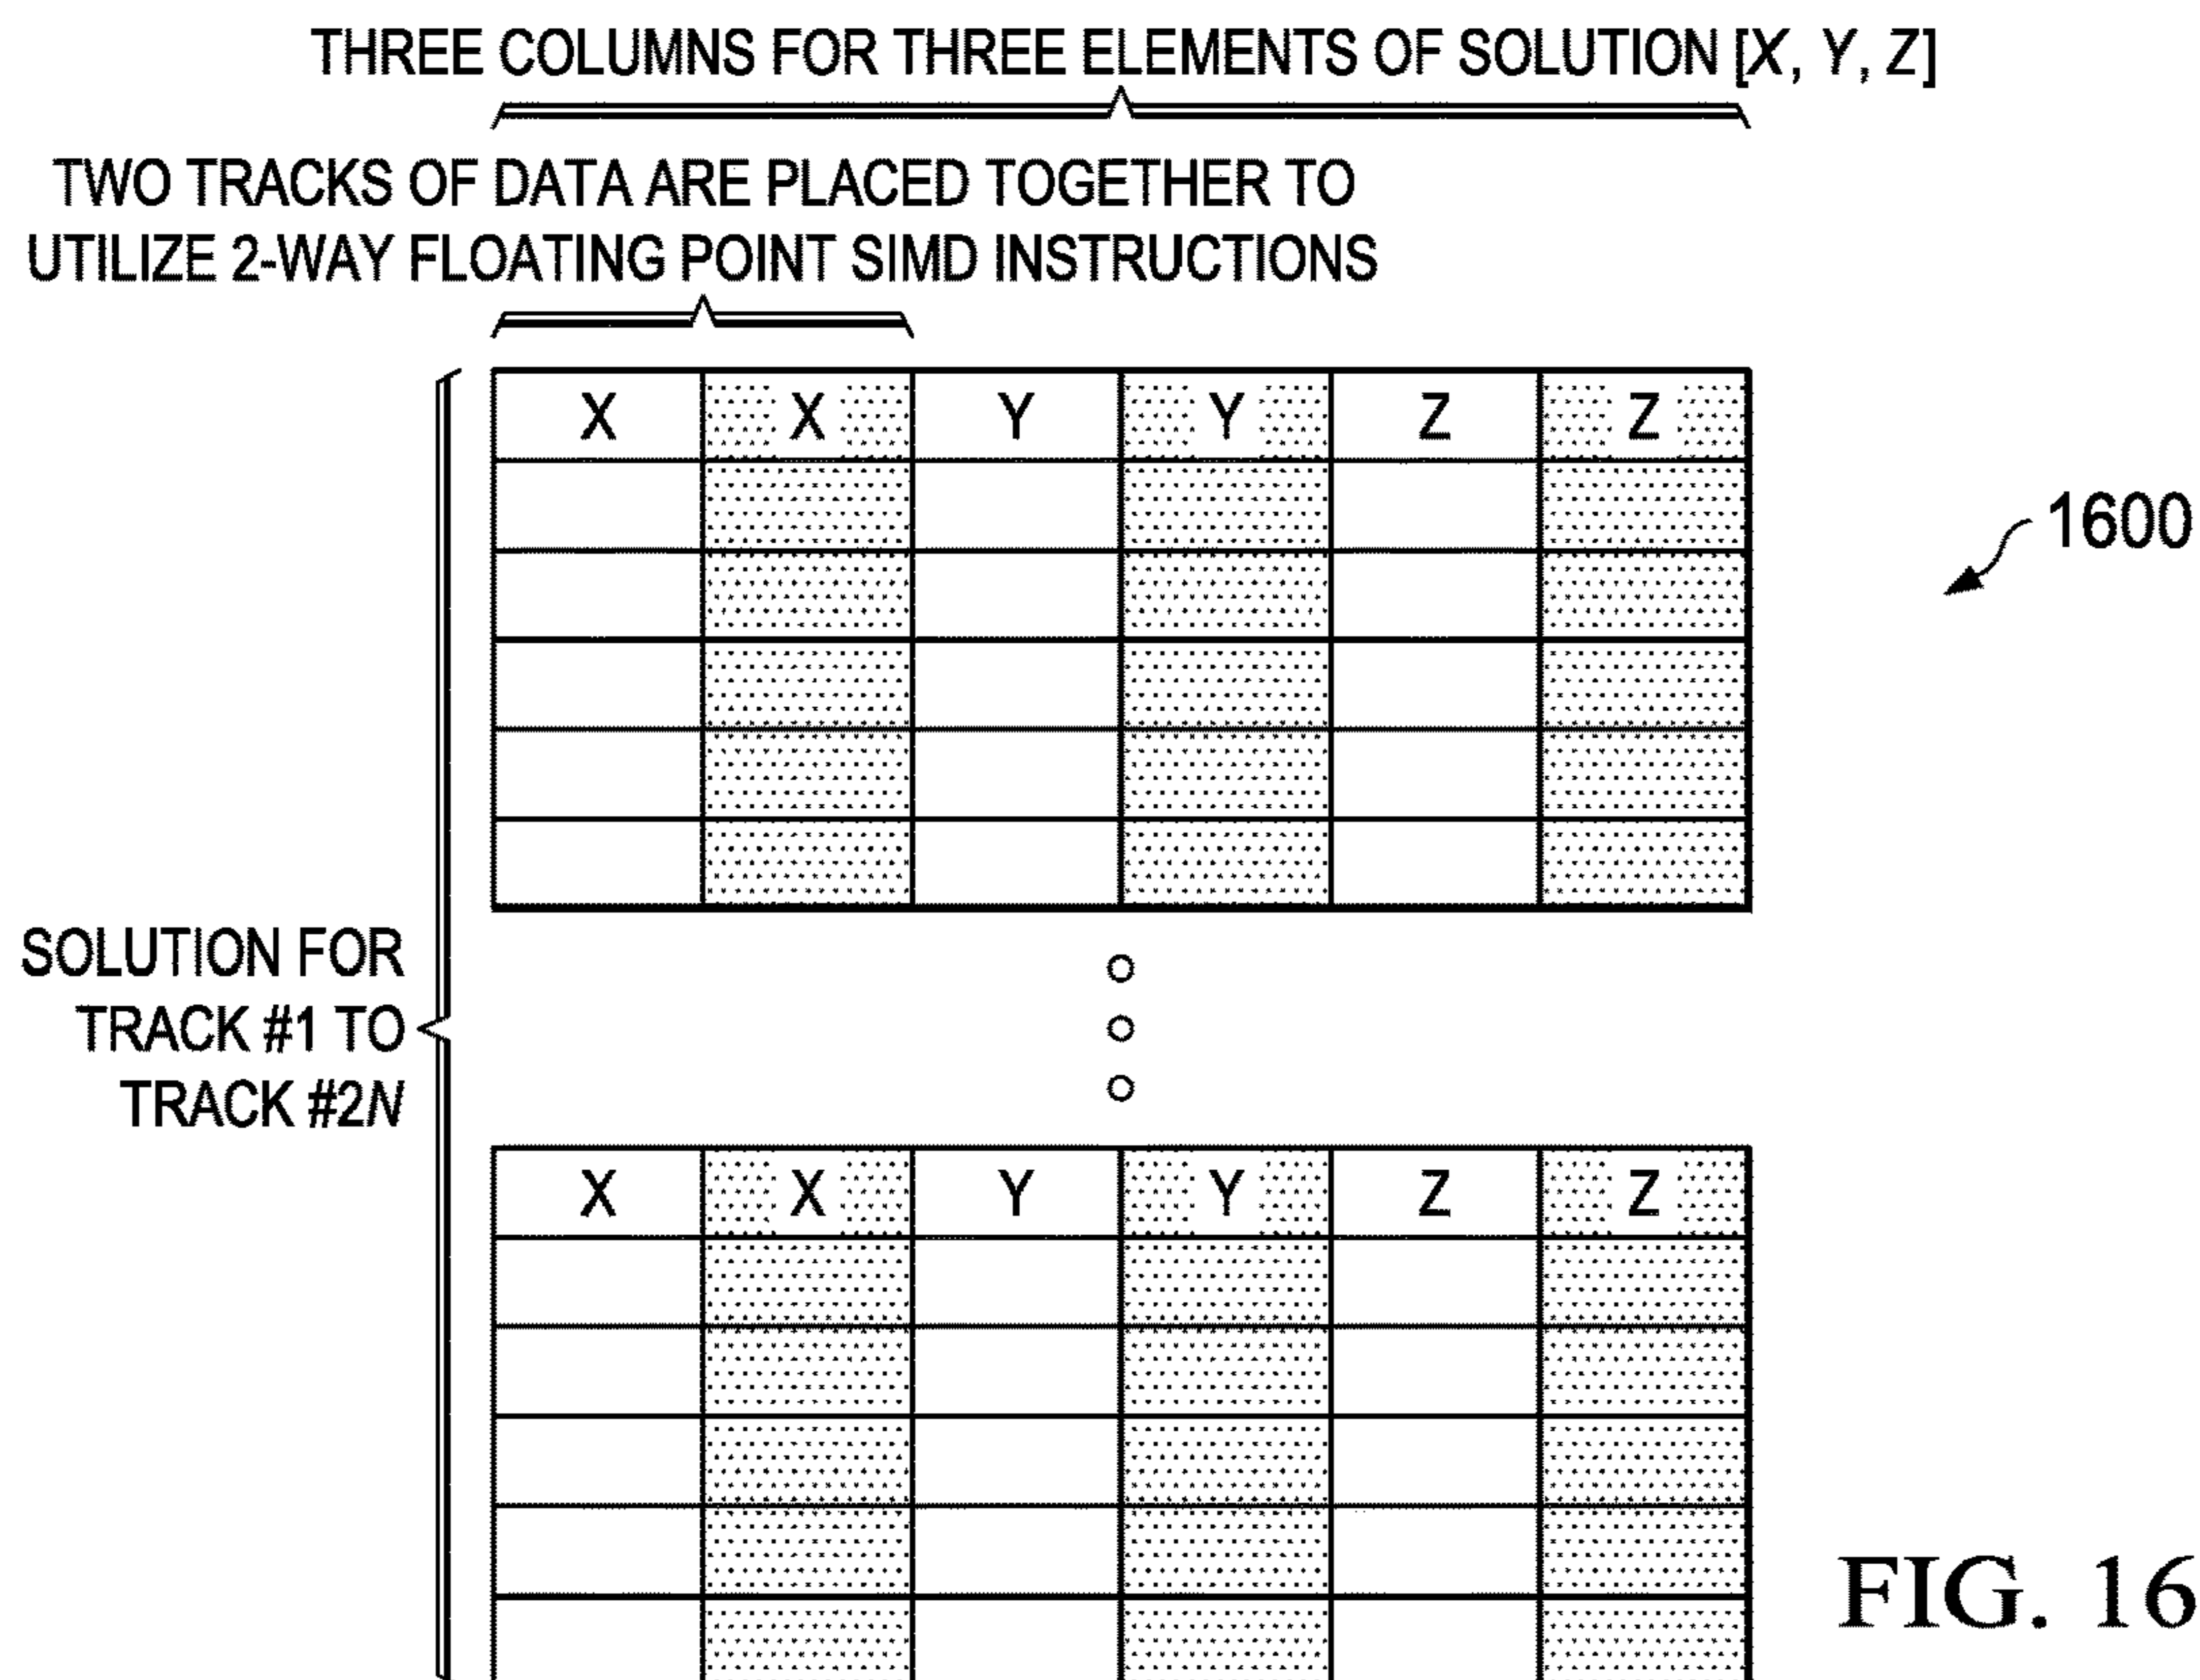 THREE COLUMNS FOR THREE ELEMENTS OF SOLUTION [X, Y, Z]
TWO TRACKS OF DATA ARE PLACED TOGETHER TO
UTILIZE 2-WAY FLOATING POINT SIMD INSTRUCTIONS
X X Y Y Z Z
1600
SOLUTION FOR
TRACK #1 TO
TRACK #2N
X X Y Y Z Z
FIG. 16